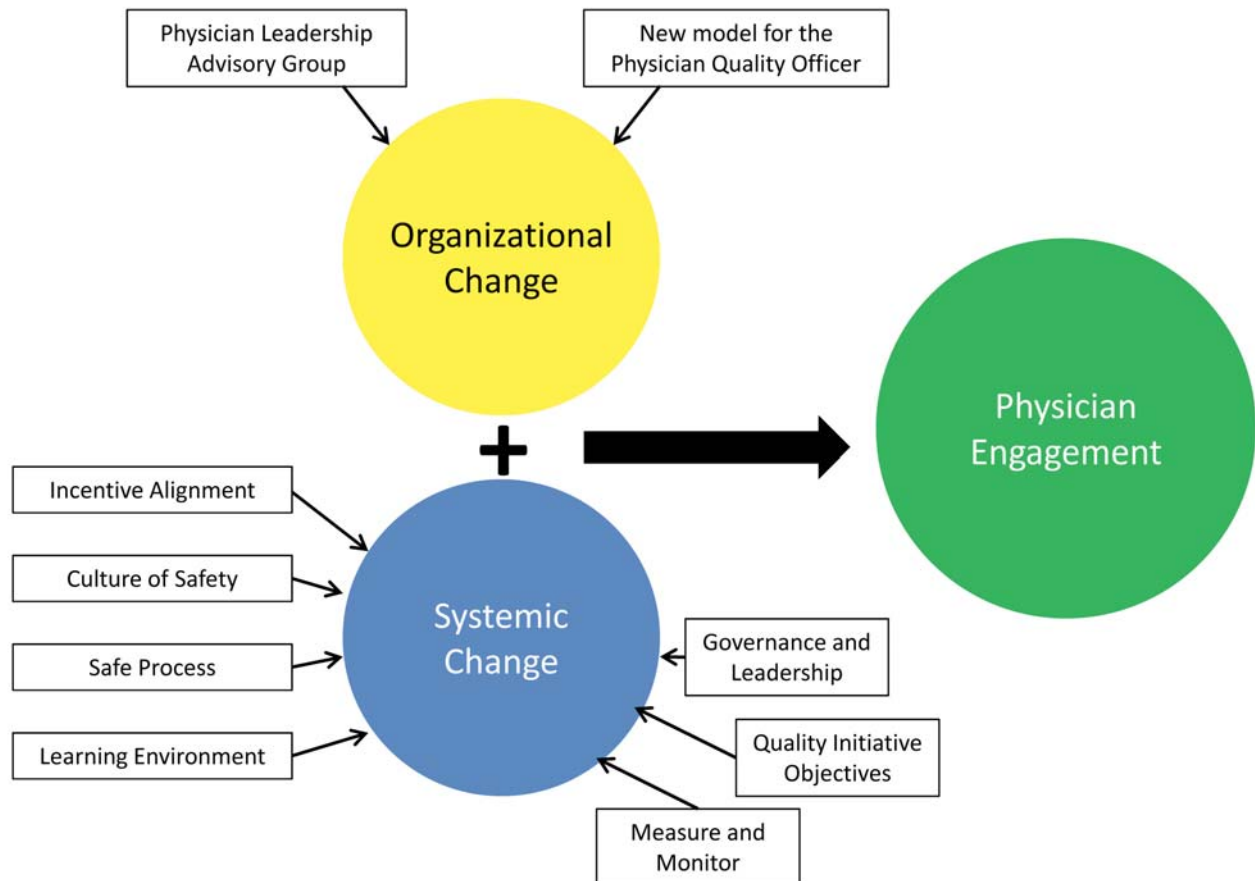 Physician Leadership
Advisory Group
New model for the
Physician Quality Officer
Organizational
Change
Physician
Engagement
+
Incentive Alignment
Culture of Safety
Safe Process
Learning Environment
Systemic
Change
Governance and
Leadership
Quality Initiative
Objectives
Measure and
Monitor